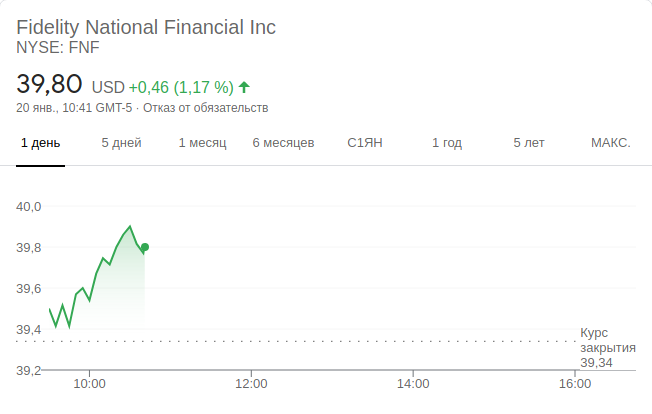 Fidelity National Financial Inc
NYSE: FNF
39,80 USD +0,46 (1,17 %)
20 янв., 10:41 GMT-5 · Отказ от обязательств
1 день 5 дней 1 месяц 6 месяцев С1ЯН 1 год 5 лет МАКС.
40,0
39,8
39,6
39,4
Курс
закрытия
39,34
39,2
10:00 12:00 14:00 16:00